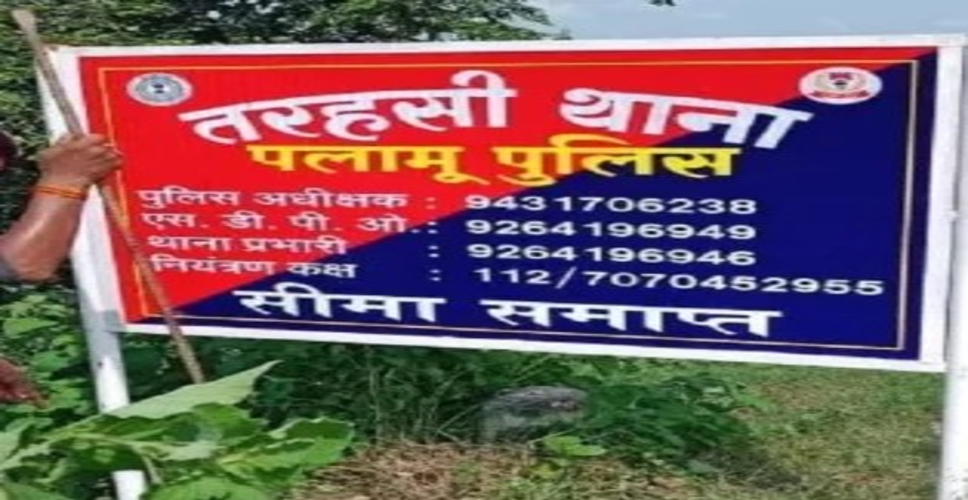 तरहसी थाना
पलामू पुलिस
पुलिस अधीक्षक : 9431706238
एस. डी. पी. ओ. : 9264196949
थाना प्रभारी : 9264196946
नियंत्रण कक्ष : 112/7070452955
सीमा समाप्त